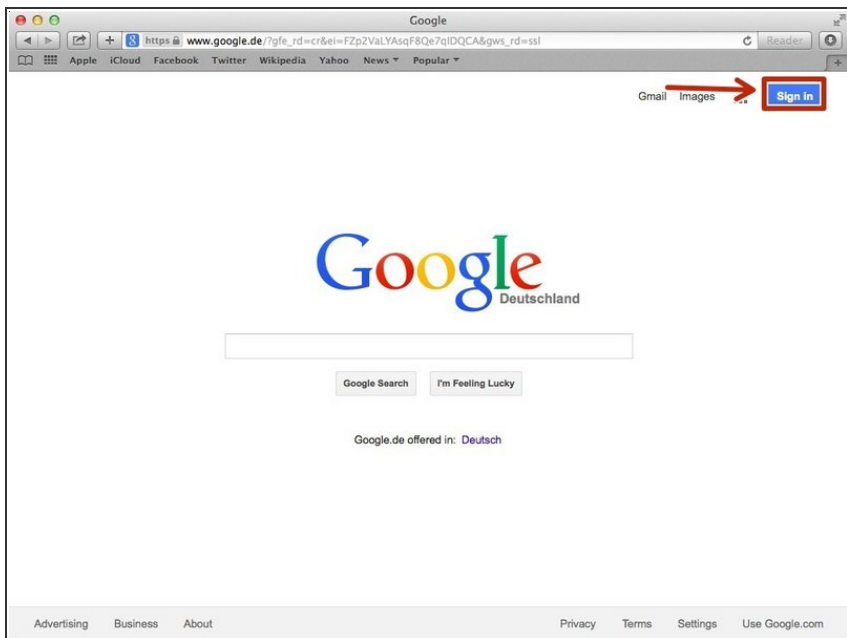 Google
https www.google.de/?gfe_rd=cr&ei=FZp2VaLYAsqF8Qe7qIDQCA&gws_rd=ssl Reader
Apple iCloud Facebook Twitter Wikipedia Yahoo News Popular
Gmail Images Sign in
Google
Deutschland
Google Search I'm Feeling Lucky
Google.de offered in: Deutsch
Advertising Business About Privacy Terms Settings Use Google.com